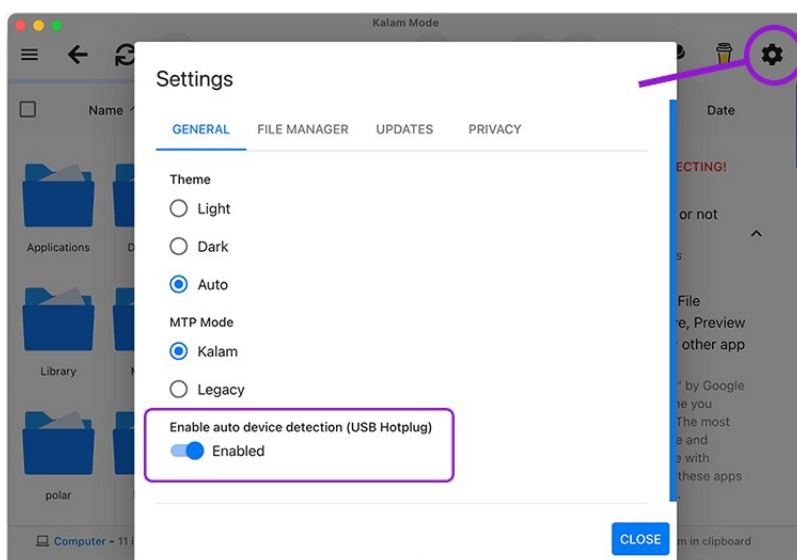 Kalam Mode
Settings
Name
Date
GENERAL FILE MANAGER UPDATES PRIVACY
ECTING!
Theme
Light
or not
Applications
D
Dark
s
Auto
File
MTP Mode
e, Preview
Kalam
other app
Library
Legacy
' by Google
ne you
Enable auto device detection (USB Hotplug)
The most
Enabled
e and
e with
these apps
polar
Computer - 11 i
CLOSE
m in clipboard